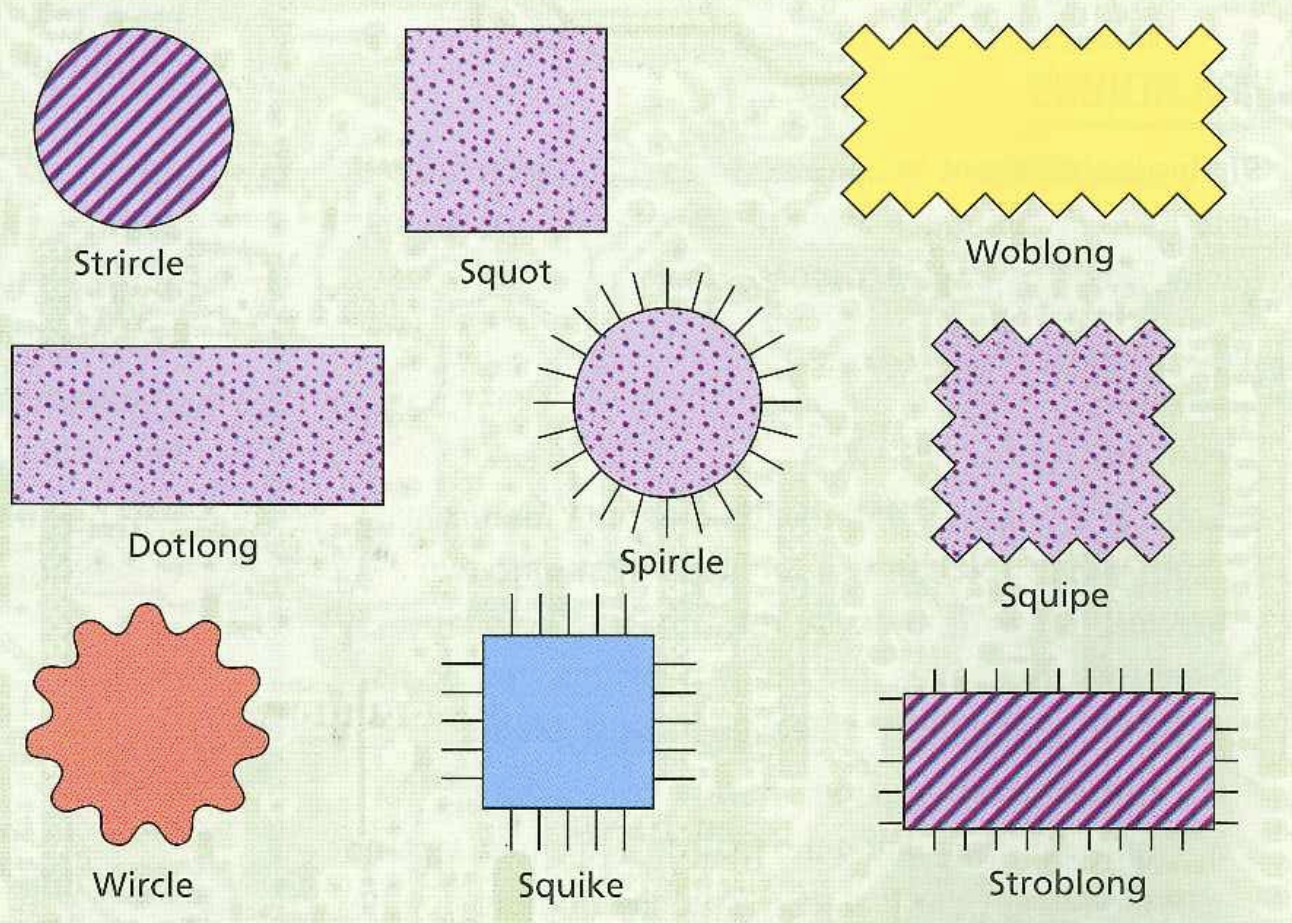 Strircle
Squot
Woblong
Dotlong
Spircle
Squipe
Wircle
Squike
Stroblong